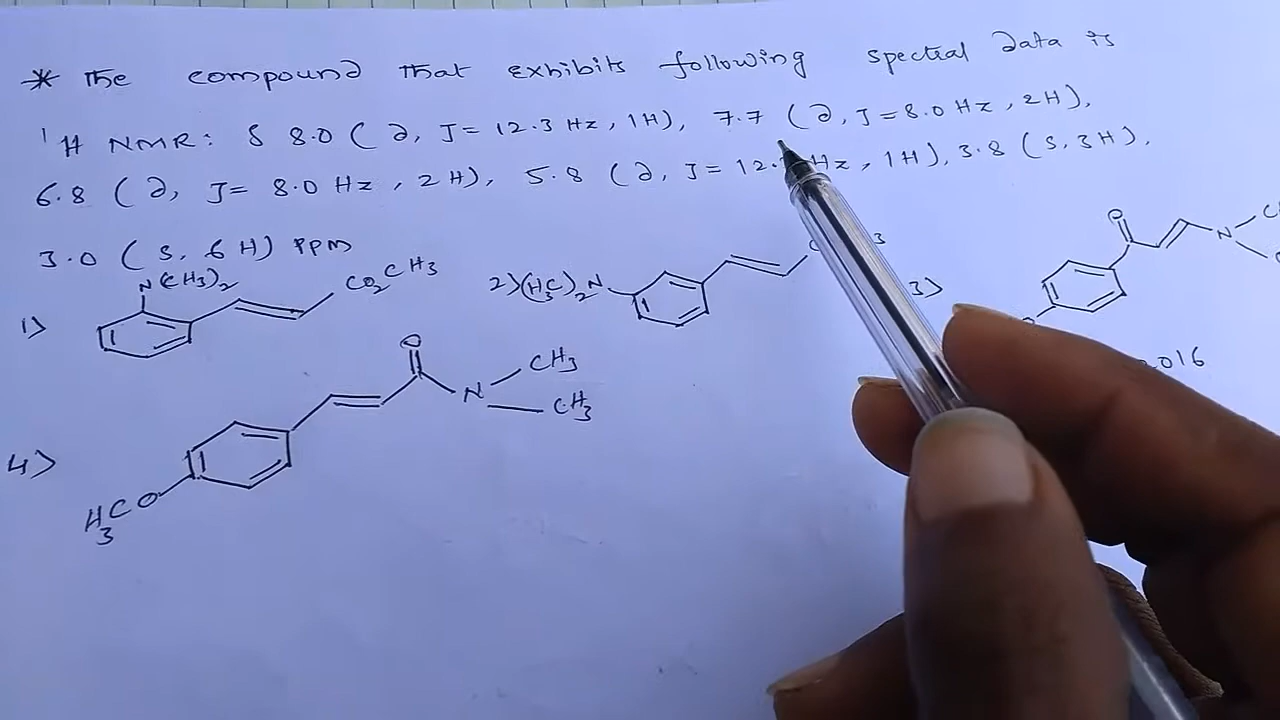 * The compound that exhibits following spectral data is
¹H NMR: δ 8.0 (d, J= 12.3 Hz, 1H), 7.7 (d, J=8.0 Hz, 2H),
6.8 (d, J= 8.0 Hz, 2H), 5.8 (d, J= 12. Hz, 1H), 3.8 (s, 3H),
3.0 (s, 6H) PPM
1) N(CH3)2 CO2CH3
2) (H3C)2N 3
3) O N
016
4) O N CH3 CH3
H3CO